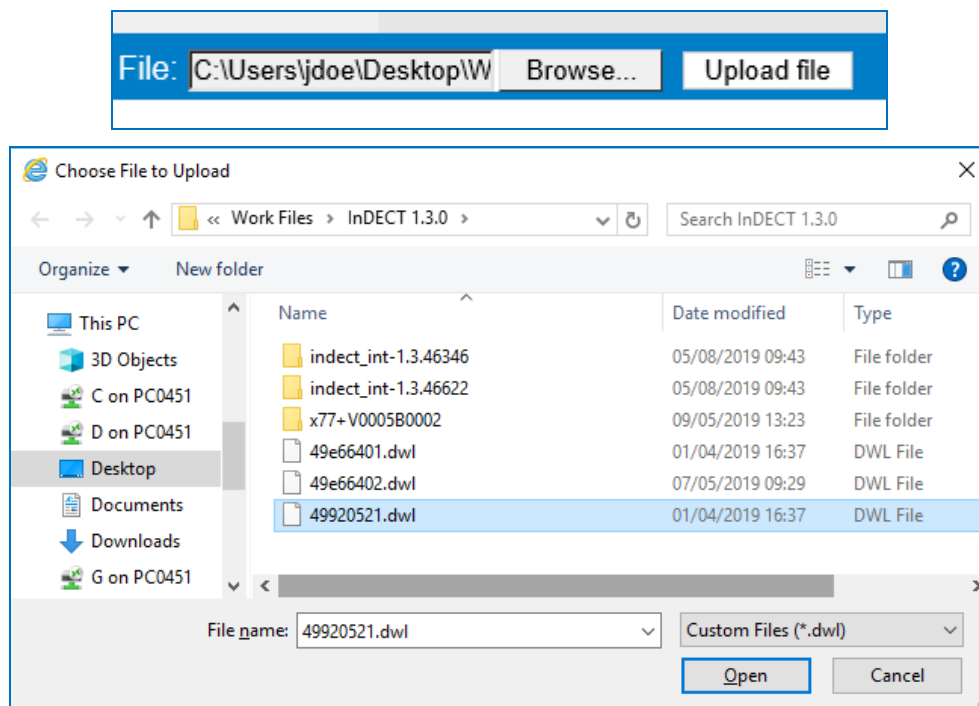 File: C:\Users\jdoe\Desktop\W Browse... Upload file
Choose File to Upload
« Work Files > InDECT 1.3.0 > Search InDECT 1.3.0
Organize New folder ?
Name Date modified Type
This PC
3D Objects
C on PC0451
D on PC0451
Desktop
Documents
Downloads
G on PC0451
indect_int-1.3.46346 05/08/2019 09:43 File folder
indect_int-1.3.46622 05/08/2019 09:43 File folder
x77+V0005B0002 09/05/2019 13:23 File folder
49e66401.dwl 01/04/2019 16:37 DWL File
49e66402.dwl 07/05/2019 09:29 DWL File
49920521.dwl 01/04/2019 16:37 DWL File
File name: 49920521.dwl Custom Files (*.dwl)
Open Cancel